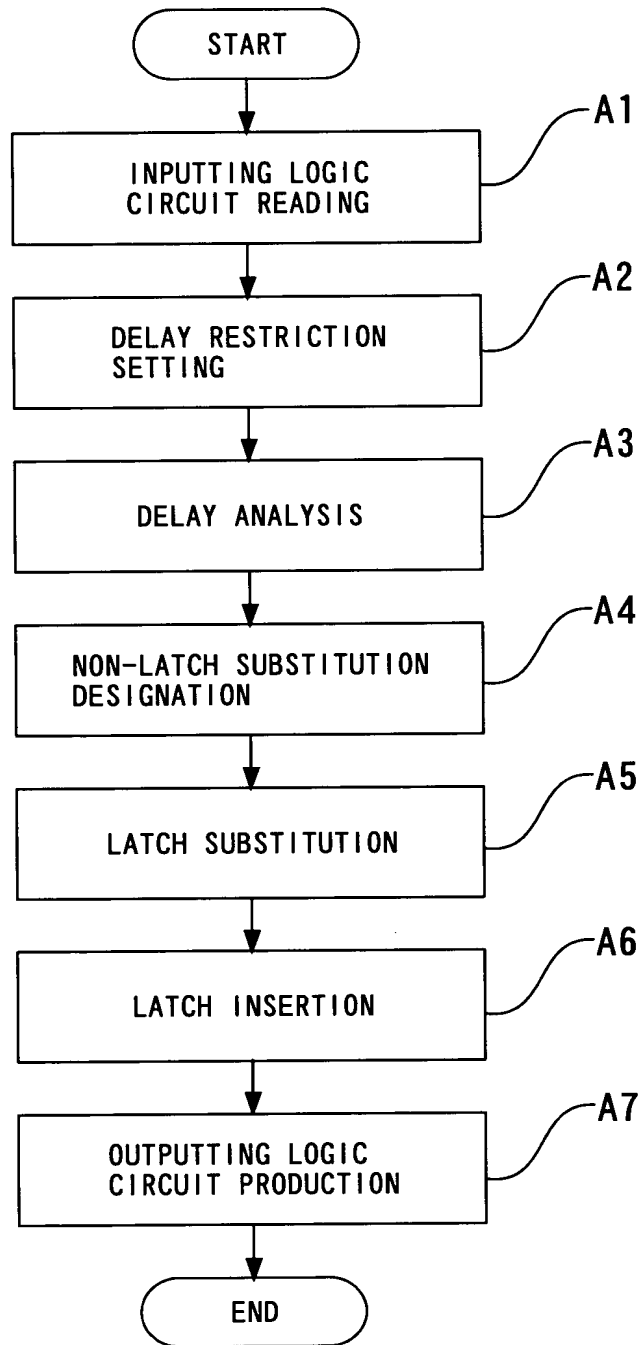 START
A1
INPUTTING LOGIC
CIRCUIT READING
A2
DELAY RESTRICTION
SETTING
A3
DELAY ANALYSIS
A4
NON-LATCH SUBSTITUTION
DESIGNATION
A5
LATCH SUBSTITUTION
A6
LATCH INSERTION
A7
OUTPUTTING LOGIC
CIRCUIT PRODUCTION
END